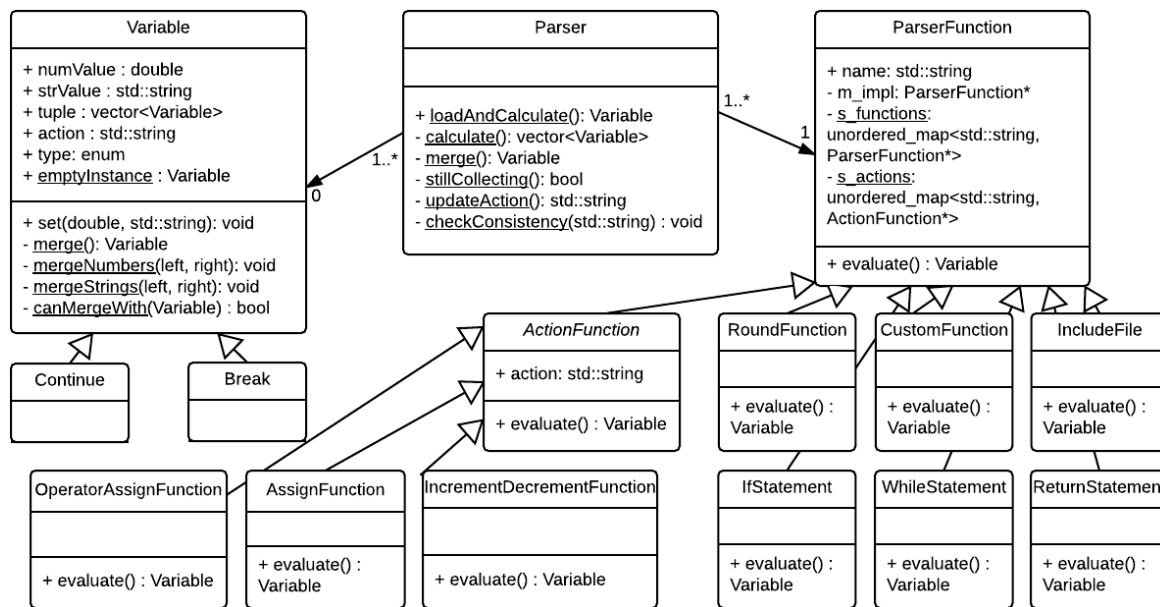 Variable
+ numValue : double
+ strValue : std::string
+ tuple : vector<Variable>
+ action : std::string
+ type: enum
+ emptyInstance : Variable
+ set(double, std::string): void
- merge(): Variable
- mergeNumbers(left, right): void
- mergeStrings(left, right): void
- canMergeWith(Variable) : bool
Parser
+ loadAndCalculate(): Variable
- calculate(): vector<Variable>
- merge(): Variable
- stillCollecting(): bool
- updateAction(): std::string
- checkConsistency(std::string) : void
1..*
0
1..*
1
ParserFunction
+ name: std::string
- m_impl: ParserFunction*
- s_functions:
unordered_map<std::string,
ParserFunction*>
- s_actions:
unordered_map<std::string,
ActionFunction*>
+ evaluate() : Variable
Continue
Break
ActionFunction
+ action: std::string
+ evaluate() : Variable
RoundFunction
+ evaluate() :
Variable
CustomFunction
+ evaluate() :
Variable
IncludeFile
+ evaluate() :
Variable
OperatorAssignFunction
+ evaluate() : Variable
AssignFunction
+ evaluate() :
Variable
IncrementDecrementFunction
+ evaluate() : Variable
IfStatement
+ evaluate() :
Variable
WhileStatement
+ evaluate() :
Variable
ReturnStatement
+ evaluate() :
Variable